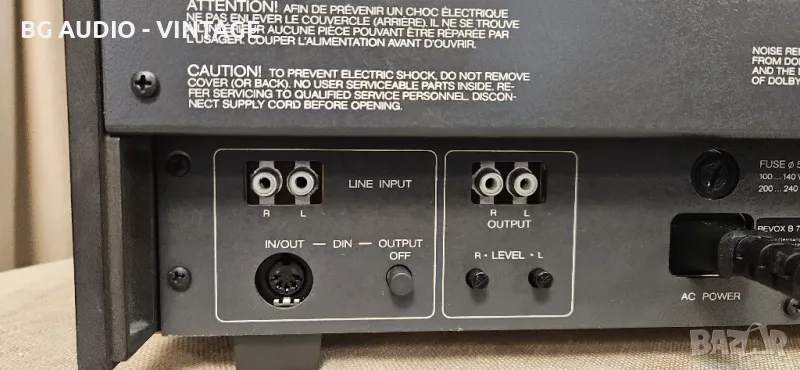 BG AUDIO - VINTAGE
ATTENTION! AFIN DE PRÉVENIR UN CHOC ÉLECTRIQUE
NE PAS ENLEVER LE COUVERCLE (ARRIÈRE). IL NE SE TROUVE
AUCUNE PIÈCE POUVANT ÊTRE RÉPARÉE PAR
L'USAGER. COUPER L'ALIMENTATION AVANT D'OUVRIR.
CAUTION! TO PREVENT ELECTRIC SHOCK, DO NOT REMOVE
COVER (OR BACK). NO USER SERVICEABLE PARTS INSIDE. RE-
FER SERVICING TO QUALIFIED SERVICE PERSONNEL. DISCON-
NECT SUPPLY CORD BEFORE OPENING.
NOISE RE
FROM DOL
AND THE D
OF DOLBY
LINE INPUT
R L
IN/OUT — DIN — OUTPUT
OFF
R L
OUTPUT
R • LEVEL • L
FUSE ø 5
100 ... 140 V
200 ... 240
REVOX B 7
AC POWER
BAZAR